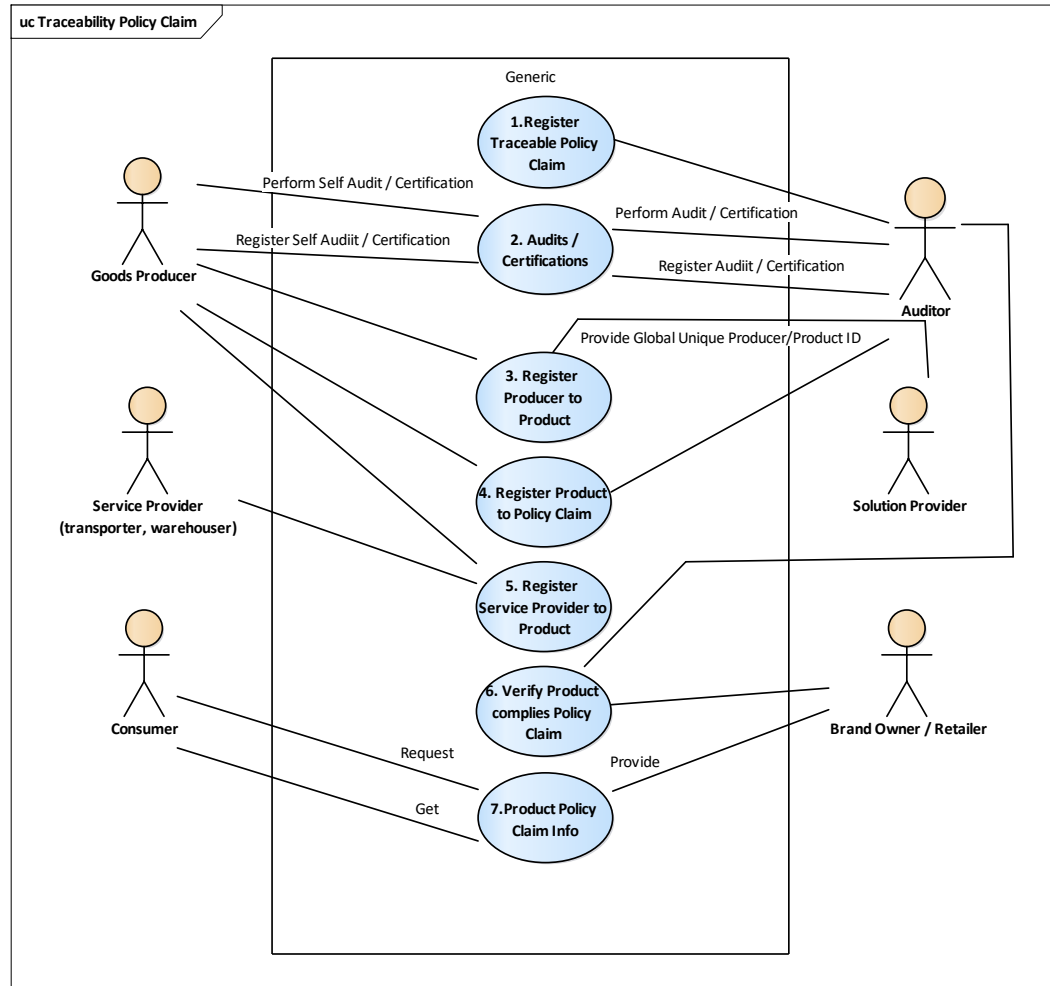 uc Traceability Policy Claim
Generic
1.Register
Traceable Policy
Claim
Perform Self Audit / Certification
Perform Audit / Certification
Register Self Audiit / Certification
2. Audits /
Certifications
Register Audiit / Certification
Goods Producer
Auditor
Provide Global Unique Producer/Product ID
3. Register
Producer to
Product
4. Register Product
to Policy Claim
Service Provider
(transporter, warehouser)
Solution Provider
5. Register
Service Provider to
Product
6. Verify Product
complies Policy
Claim
Consumer
Brand Owner / Retailer
Request
Provide
Get
7.Product Policy
Claim Info